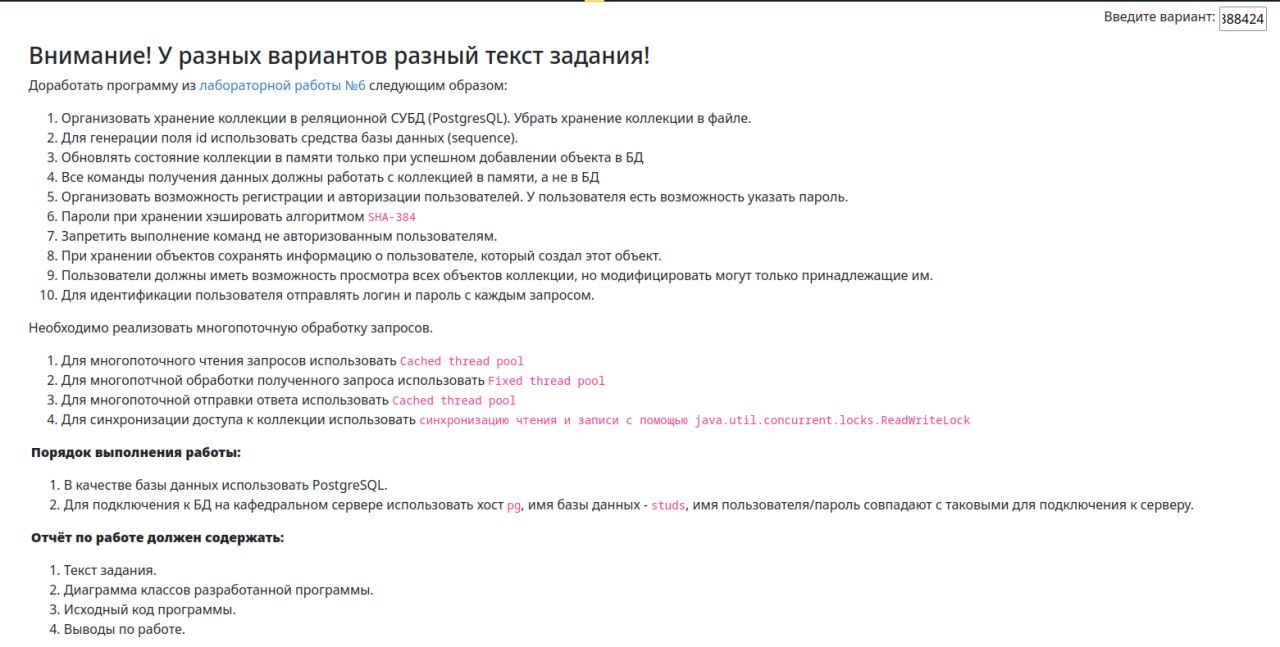 Введите вариант: 388424
Внимание! У разных вариантов разный текст задания!
Доработать программу из лабораторной работы №6 следующим образом:
1. Организовать хранение коллекции в реляционной СУБД (PostgresQL). Убрать хранение коллекции в файле.
2. Для генерации поля id использовать средства базы данных (sequence).
3. Обновлять состояние коллекции в памяти только при успешном добавлении объекта в БД
4. Все команды получения данных должны работать с коллекцией в памяти, а не в БД
5. Организовать возможность регистрации и авторизации пользователей. У пользователя есть возможность указать пароль.
6. Пароли при хранении хэшировать алгоритмом SHA-384
7. Запретить выполнение команд не авторизованным пользователям.
8. При хранении объектов сохранять информацию о пользователе, который создал этот объект.
9. Пользователи должны иметь возможность просмотра всех объектов коллекции, но модифицировать могут только принадлежащие им.
10. Для идентификации пользователя отправлять логин и пароль с каждым запросом.
Необходимо реализовать многопоточную обработку запросов.
1. Для многопоточного чтения запросов использовать Cached thread pool
2. Для многопотчной обработки полученного запроса использовать Fixed thread pool
3. Для многопоточной отправки ответа использовать Cached thread pool
4. Для синхронизации доступа к коллекции использовать синхронизацию чтения и записи с помощью java.util.concurrent.locks.ReadWriteLock
Порядок выполнения работы:
1. В качестве базы данных использовать PostgreSQL.
2. Для подключения к БД на кафедральном сервере использовать хост pg, имя базы данных - studs, имя пользователя/пароль совпадают с таковыми для подключения к серверу.
Отчёт по работе должен содержать:
1. Текст задания.
2. Диаграмма классов разработанной программы.
3. Исходный код программы.
4. Выводы по работе.